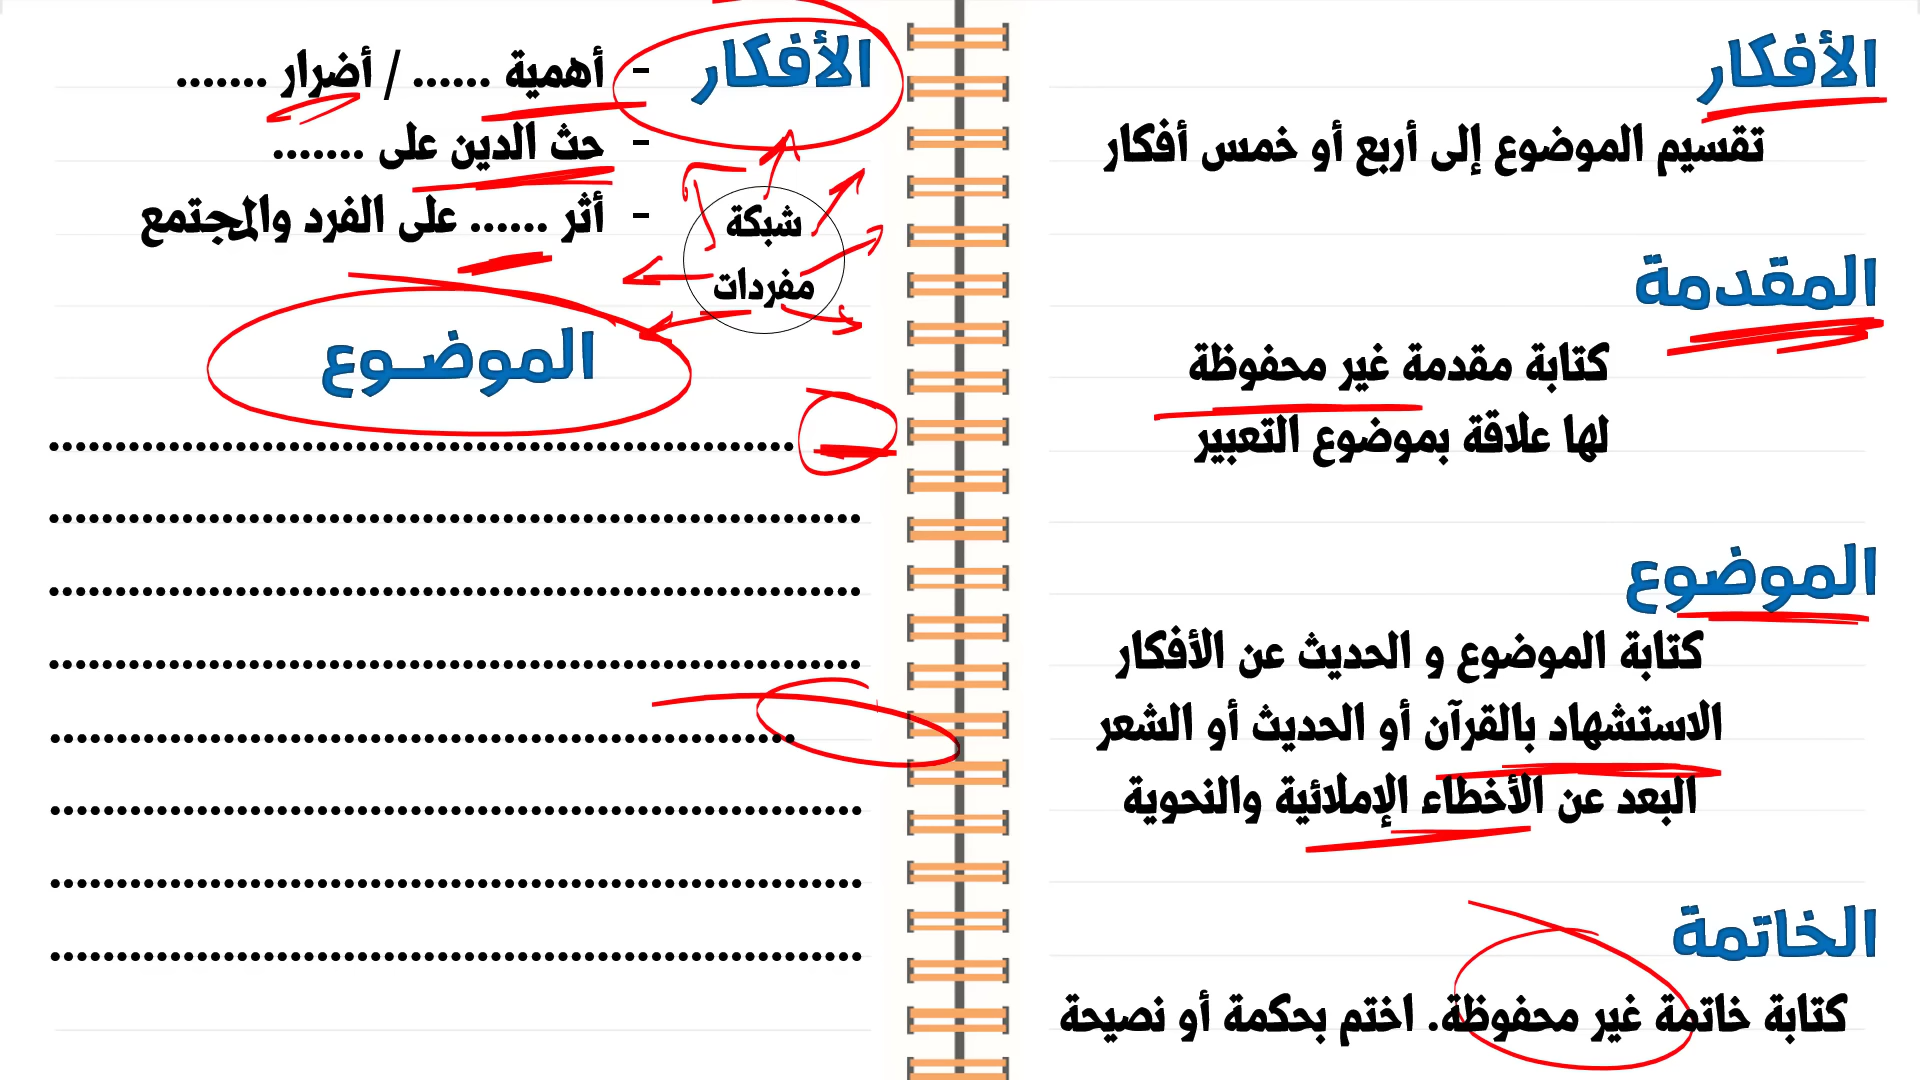 الأفكار
تقسيم الموضوع إلى أربع أو خمس أفكار
المقدمة
كتابة مقدمة غير محفوظة
لها علاقة بموضوع التعبير
الموضوع
كتابة الموضوع و الحديث عن الأفكار
الاستشهاد بالقرآن أو الحديث أو الشعر
البعد عن الأخطاء الإملائية والنحوية
الخاتمة
كتابة خاتمة غير محفوظة. اختم بحكمة أو نصيحة
الأفكار
- أهمية ...... / أضرار .......
- حث الدين على .......
- أثر ...... على الفرد والمجتمع
شبكة
مفردات
الموضـوع